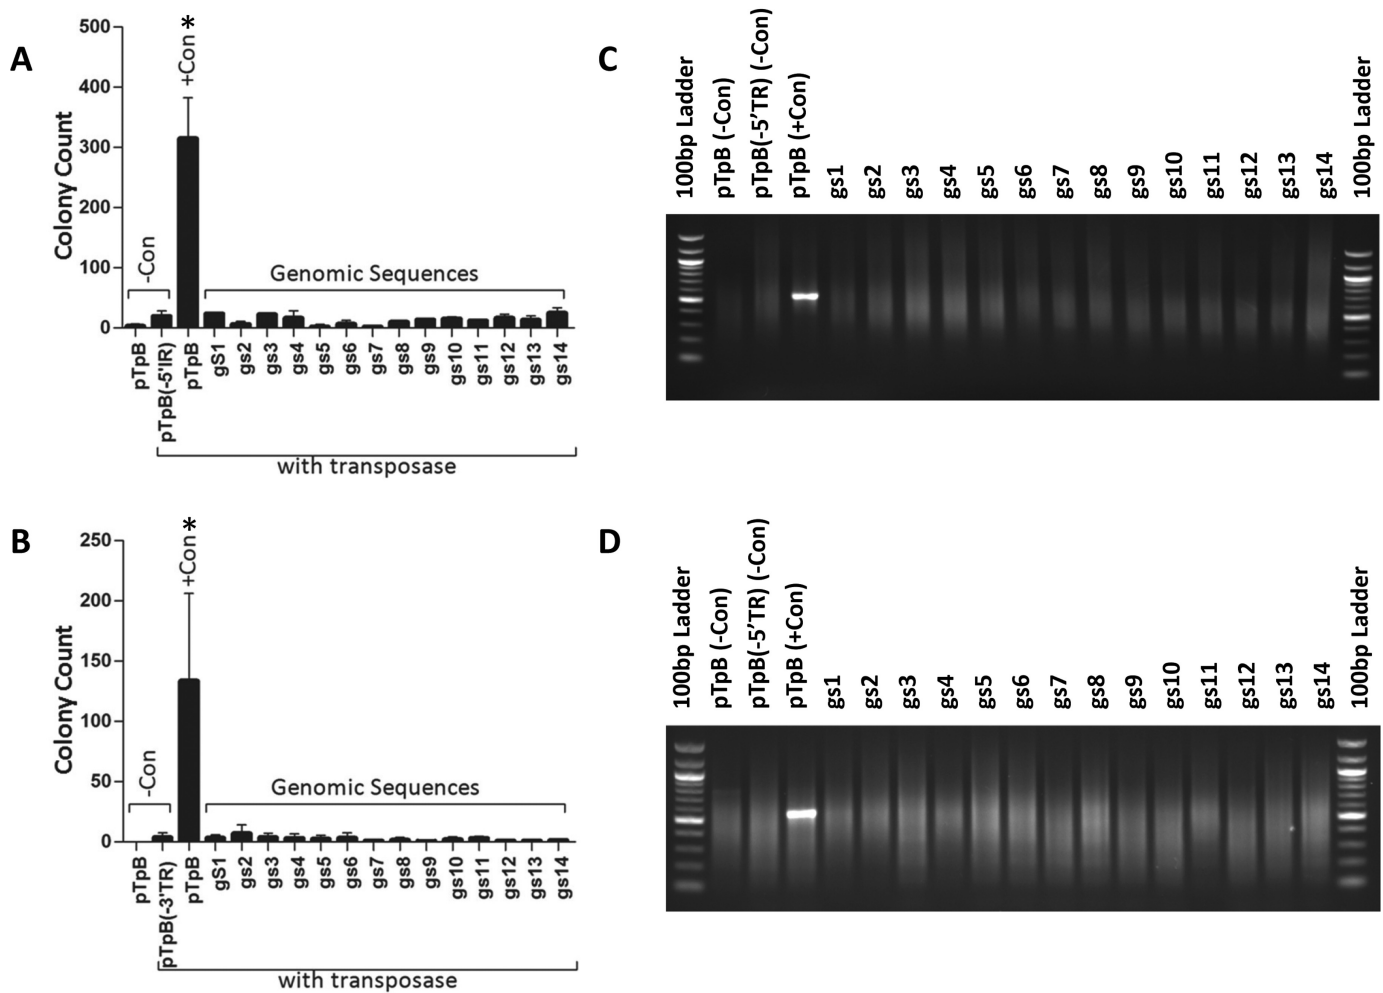 A
Colony Count
500
400
300
200
100
0
-Con
+Con *
Genomic Sequences
pTpB
pTpB(-5'IR)
pTpB
gS1
gs2
gs3
gs4
gs5
gs6
gs7
gs8
gs9
gs10
gs11
gs12
gs13
gs14
with transposase
B
Colony Count
250
200
150
100
50
0
-Con
+Con *
Genomic Sequences
pTpB
pTpB(-3'TR)
pTpB
gS1
gs2
gs3
gs4
gs5
gs6
gs7
gs8
gs9
gs10
gs11
gs12
gs13
gs14
with transposase
C
100bp Ladder
pTpB (-Con)
pTpB(-5'TR) (-Con)
pTpB (+Con)
gs1
gs2
gs3
gs4
gs5
gs6
gs7
gs8
gs9
gs10
gs11
gs12
gs13
gs14
100bp Ladder
D
100bp Ladder
pTpB (-Con)
pTpB(-5'TR) (-Con)
pTpB (+Con)
gs1
gs2
gs3
gs4
gs5
gs6
gs7
gs8
gs9
gs10
gs11
gs12
gs13
gs14
100bp Ladder